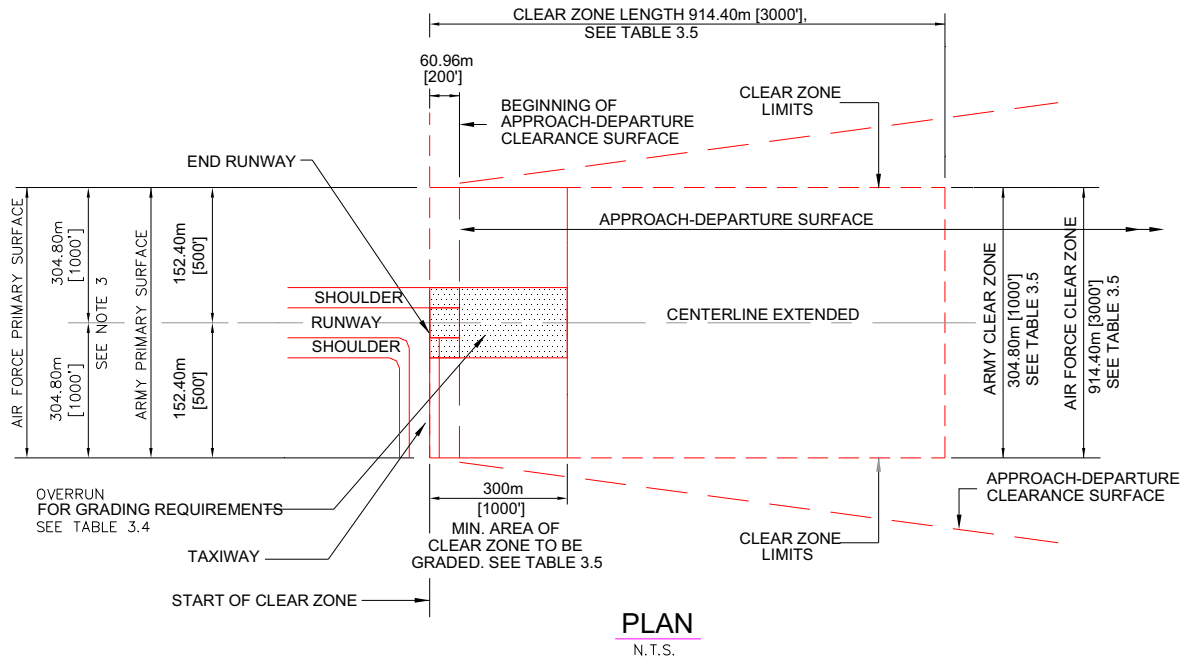 CLEAR ZONE LENGTH 914.40m [3000'],
SEE TABLE 3.5
60.96m
[200']
BEGINNING OF
APPROACH-DEPARTURE
CLEARANCE SURFACE
CLEAR ZONE
LIMITS
END RUNWAY
APPROACH-DEPARTURE SURFACE
AIR FORCE PRIMARY SURFACE
304.80m
[1000']
304.80m
[1000']
SEE NOTE 3
ARMY PRIMARY SURFACE
152.40m
[500']
152.40m
[500']
SHOULDER
RUNWAY
SHOULDER
CENTERLINE EXTENDED
ARMY CLEAR ZONE
304.80m [1000']
SEE TABLE 3.5
AIR FORCE CLEAR ZONE
914.40m [3000']
SEE TABLE 3.5
OVERRUN
FOR GRADING REQUIREMENTS
SEE TABLE 3.4
300m
[1000']
MIN. AREA OF
CLEAR ZONE TO BE
GRADED. SEE TABLE 3.5
APPROACH-DEPARTURE
CLEARANCE SURFACE
TAXIWAY
CLEAR ZONE
LIMITS
START OF CLEAR ZONE
PLAN
N.T.S.